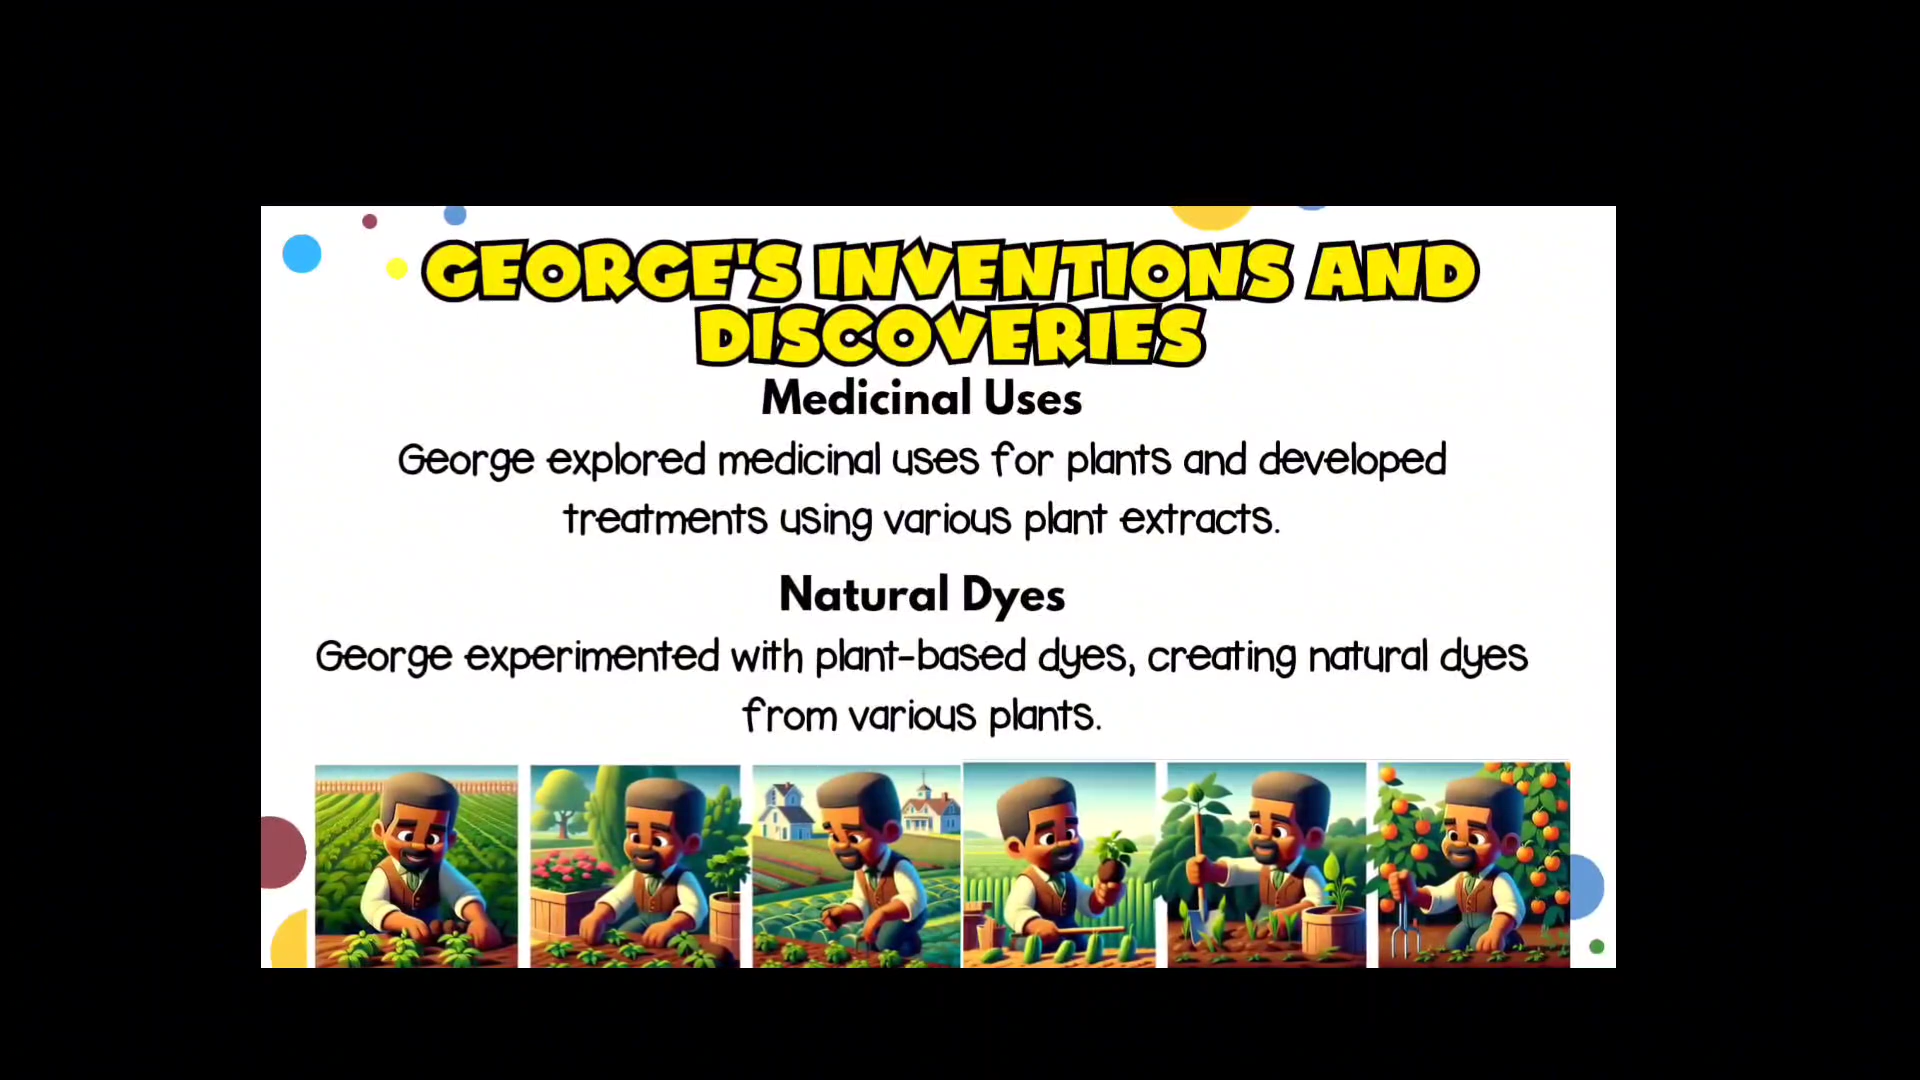 GEORGE'S INVENTIONS AND
DISCOVERIES
Medicinal Uses
George explored medicinal uses for plants and developed
treatments using various plant extracts.
Natural Dyes
George experimented with plant-based dyes, creating natural dyes
from various plants.